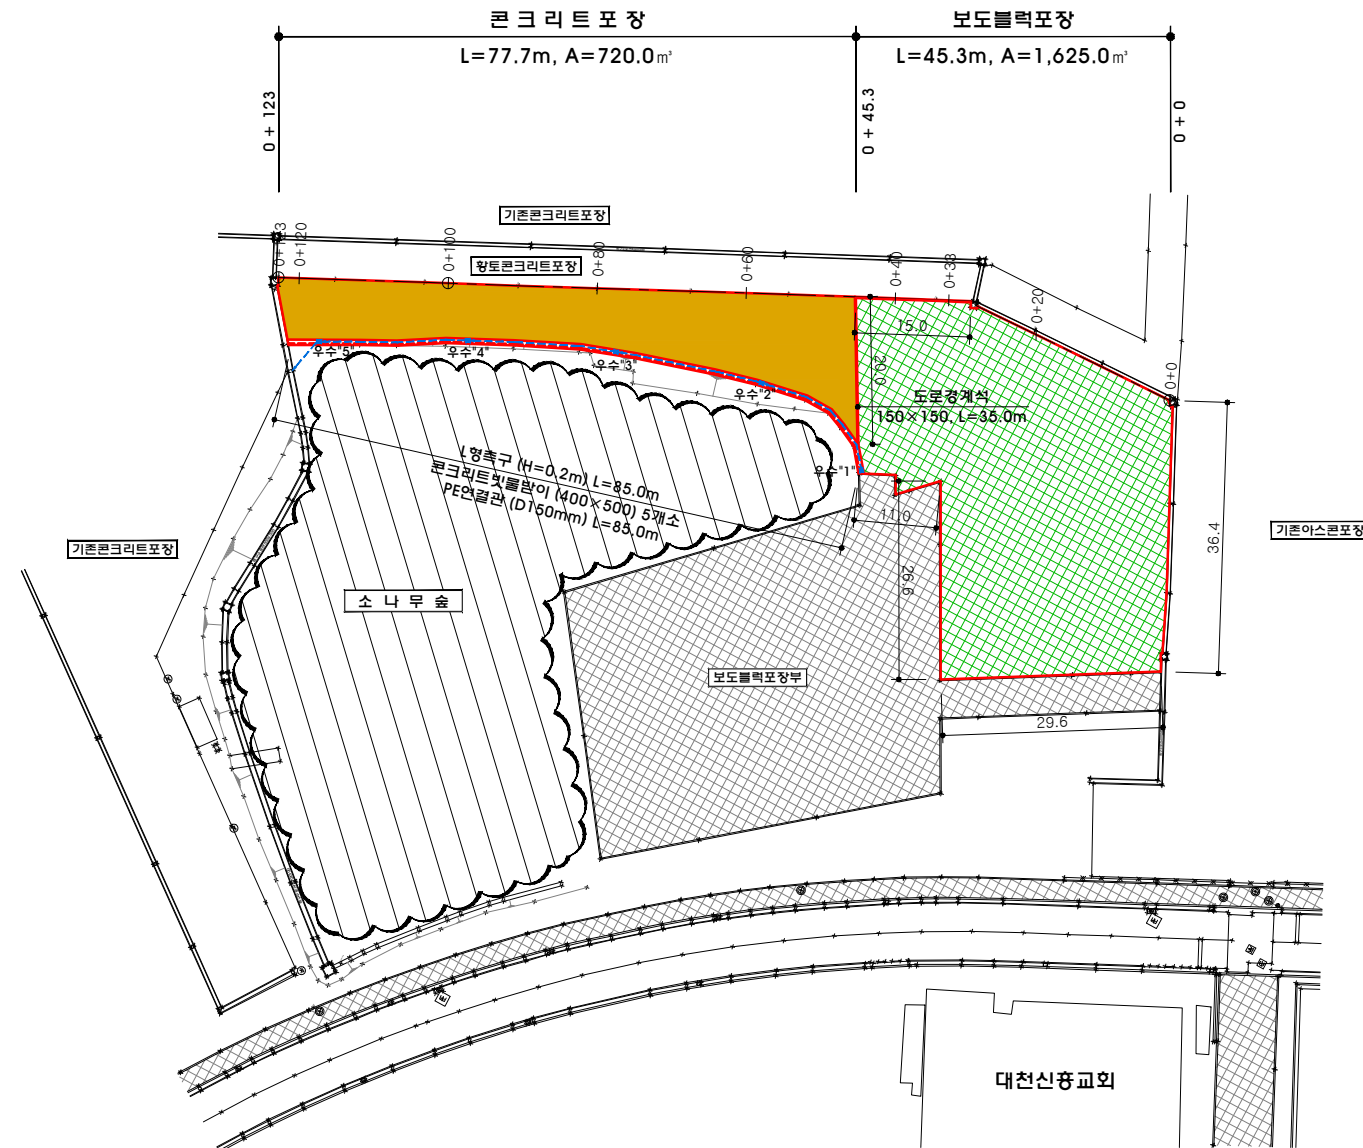 콘 크 리 트 포 장
보도블럭포장
L=77.7m, A=720.0㎥
L=45.3m, A=1,625.0㎥
0 + 123
0 + 45.3
0 + 0
기존콘크리트포장
황토콘크리트포장
0+123
0+120
0+100
0+80
0+60
0+40
0+33
0+20
0+0
15.0
20.0
우수"5"
우수"4"
우수"3"
우수"2"
우수"1"
도로경계석
150×150, L=35.0m
L형측구 (H=0.2m) L=85.0m
콘크리트빗물받이 (400×500) 5개소
PE연결관 (D150mm) L=85.0m
11.0
26.6
36.4
기존콘크리트포장
기존아스콘포장
소 나 무 숲
보도블럭포장부
29.6
대천신흥교회